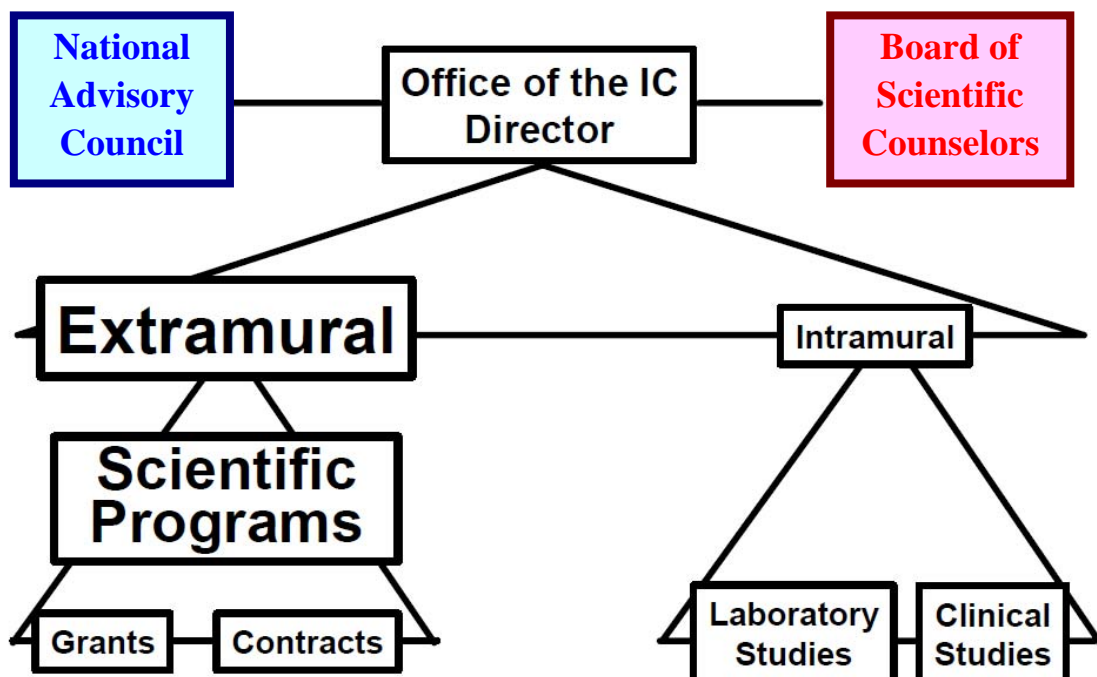 National
Advisory
Council
Office of the IC
Director
Board of
Scientific
Counselors
Extramural
Intramural
Scientific
Programs
Grants
Contracts
Laboratory
Studies
Clinical
Studies